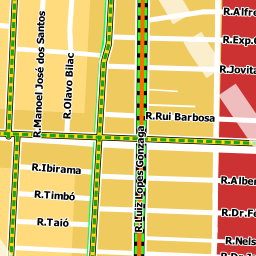 R.Alfre
R.Exp.
R.Jovita
R.Manoel José dos Santos
R.Olavo Bilac
R.Rui Barbosa
R.Luiz Lopes Gonzaga
R.Ibirama
R.Timbó
R.Taió
R.Alber
R.Dr.Fé
R.Nels